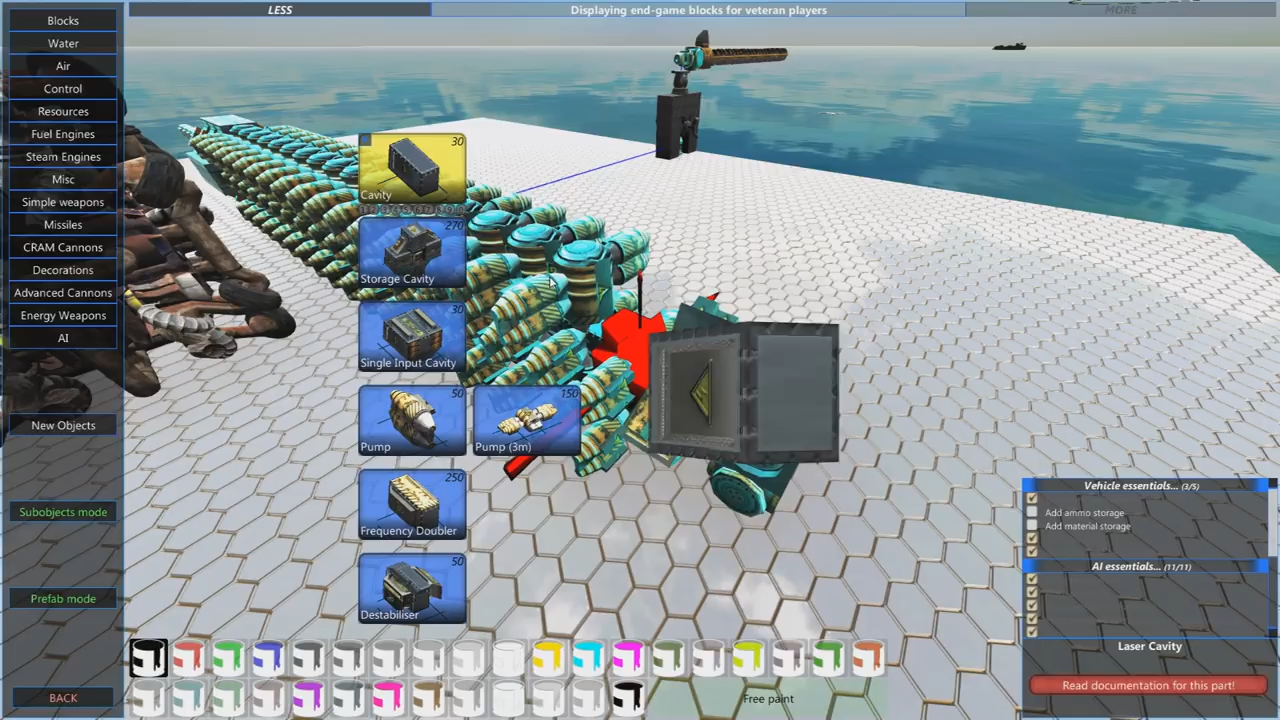 LESS
Displaying end-game blocks for veteran players
MORE
Blocks
Water
Air
Control
Resources
Fuel Engines
Steam Engines
Misc
Simple weapons
Missiles
CRAM Cannons
Decorations
Advanced Cannons
Energy Weapons
AI
New Objects
Subobjects mode
Prefab mode
BACK
30
Cavity
270
Storage Cavity
30
Single Input Cavity
50
Pump
150
Pump (3m)
250
Frequency Doubler
50
Destabiliser
Free paint
Vehicle essentials... (3/5)
Add ammo storage
Add material storage
AI essentials... (11/11)
Laser Cavity
Read documentation for this part!